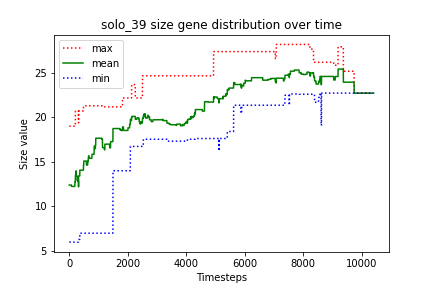 solo_39 size gene distribution over time
max
mean
min
Size value
25
20
15
10
5
0
2000
4000
6000
8000
10000
Timesteps